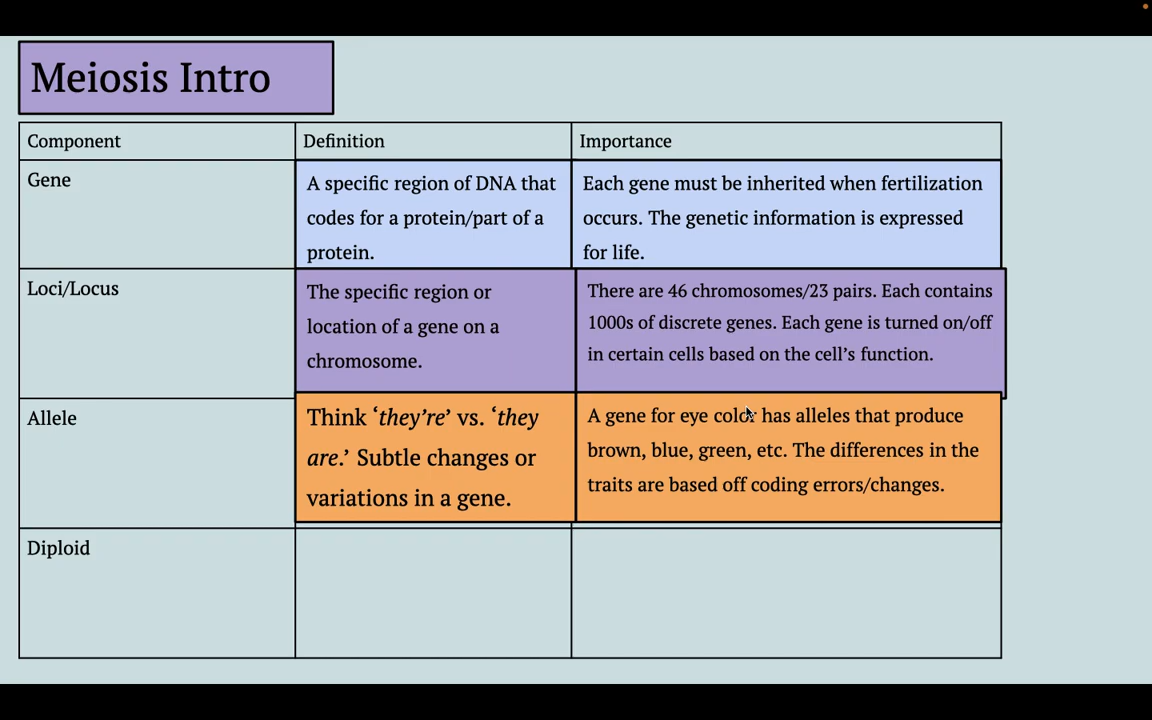 Meiosis Intro
Component
Definition
Importance
Gene
A specific region of DNA that
codes for a protein/part of a
protein.
Each gene must be inherited when fertilization
occurs. The genetic information is expressed
for life.
Loci/Locus
The specific region or
location of a gene on a
chromosome.
There are 46 chromosomes/23 pairs. Each contains
1000s of discrete genes. Each gene is turned on/off
in certain cells based on the cell’s function.
Allele
Think ‘they’re’ vs. ‘they
are.’ Subtle changes or
variations in a gene.
A gene for eye color has alleles that produce
brown, blue, green, etc. The differences in the
traits are based off coding errors/changes.
Diploid